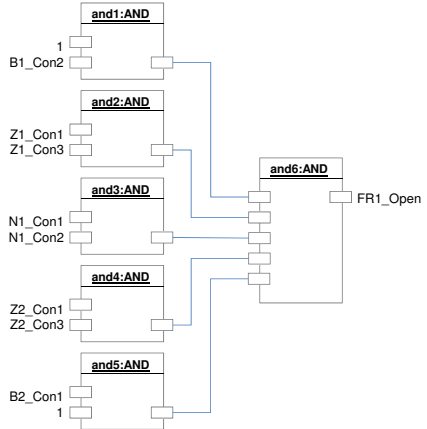 and1:AND
1
B1_Con2
and2:AND
Z1_Con1
Z1_Con3
and3:AND
N1_Con1
N1_Con2
and4:AND
Z2_Con1
Z2_Con3
and5:AND
B2_Con1
1
and6:AND
FR1_Open